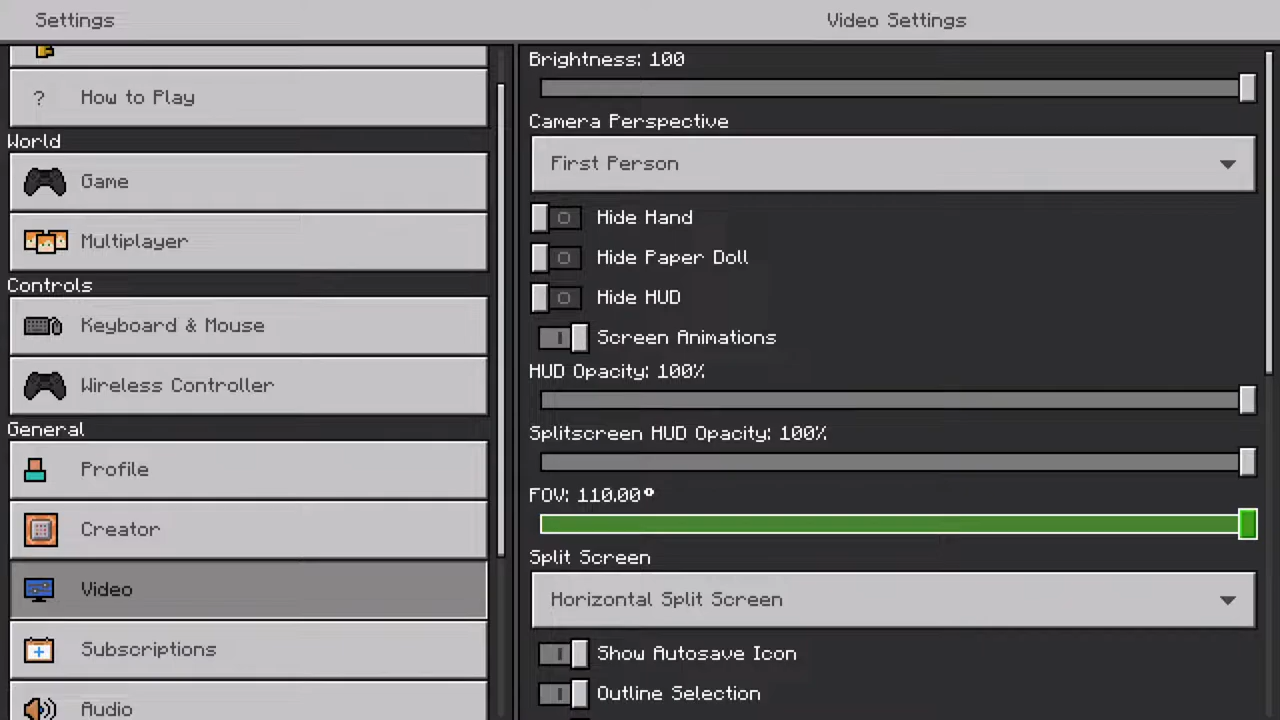 Settings
Video Settings
? How to Play
World
Game
Multiplayer
Controls
Keyboard & Mouse
Wireless Controller
General
Profile
Creator
Video
Subscriptions
Audio
Brightness: 100
Camera Perspective
First Person
Hide Hand
Hide Paper Doll
Hide HUD
Screen Animations
HUD Opacity: 100%
Splitscreen HUD Opacity: 100%
FOV: 110.00°
Split Screen
Horizontal Split Screen
Show Autosave Icon
Outline Selection